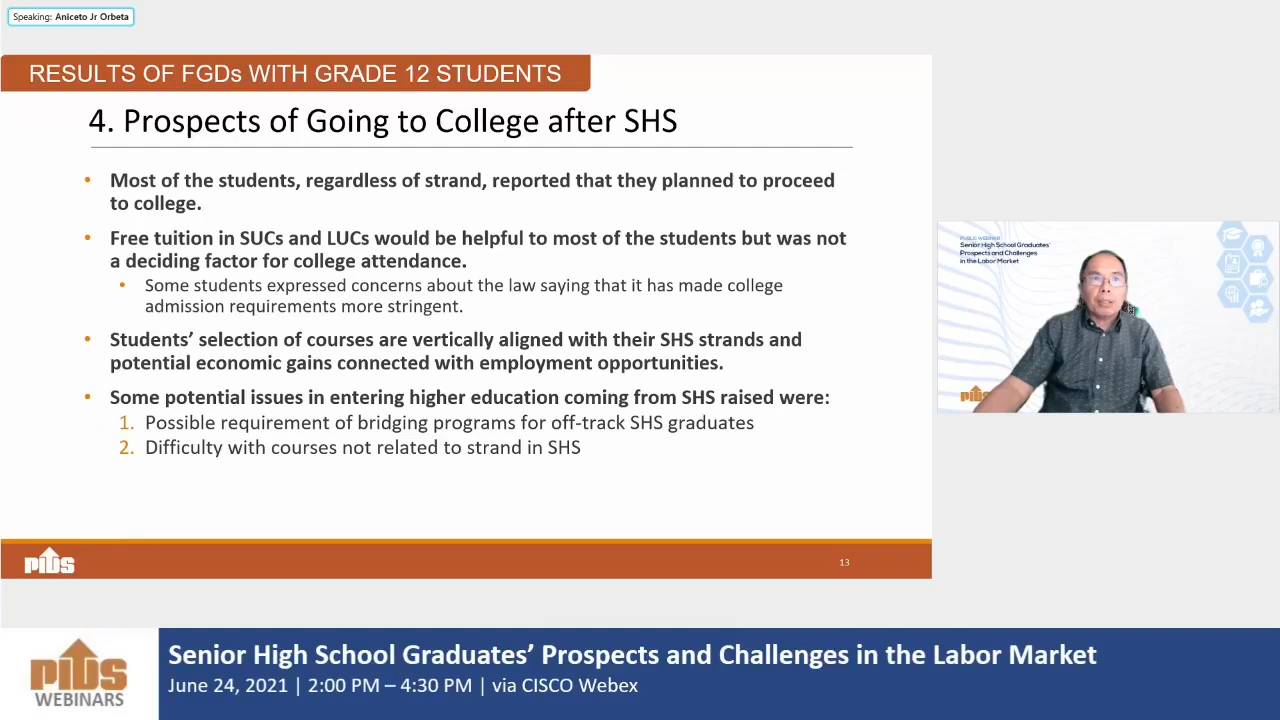 Speaking: Aniceto Jr Orbeta
RESULTS OF FGDs WITH GRADE 12 STUDENTS
4. Prospects of Going to College after SHS
• Most of the students, regardless of strand, reported that they planned to proceed
to college.
• Free tuition in SUCs and LUCs would be helpful to most of the students but was not
a deciding factor for college attendance.
• Some students expressed concerns about the law saying that it has made college
admission requirements more stringent.
• Students’ selection of courses are vertically aligned with their SHS strands and
potential economic gains connected with employment opportunities.
• Some potential issues in entering higher education coming from SHS raised were:
1. Possible requirement of bridging programs for off-track SHS graduates
2. Difficulty with courses not related to strand in SHS
PIDS
13
PUBLIC WEBINAR
Senior High School Graduates'
Prospects and Challenges
in the Labor Market
PIDS
PIDS
WEBINARS
Senior High School Graduates’ Prospects and Challenges in the Labor Market
June 24, 2021 | 2:00 PM – 4:30 PM | via CISCO Webex